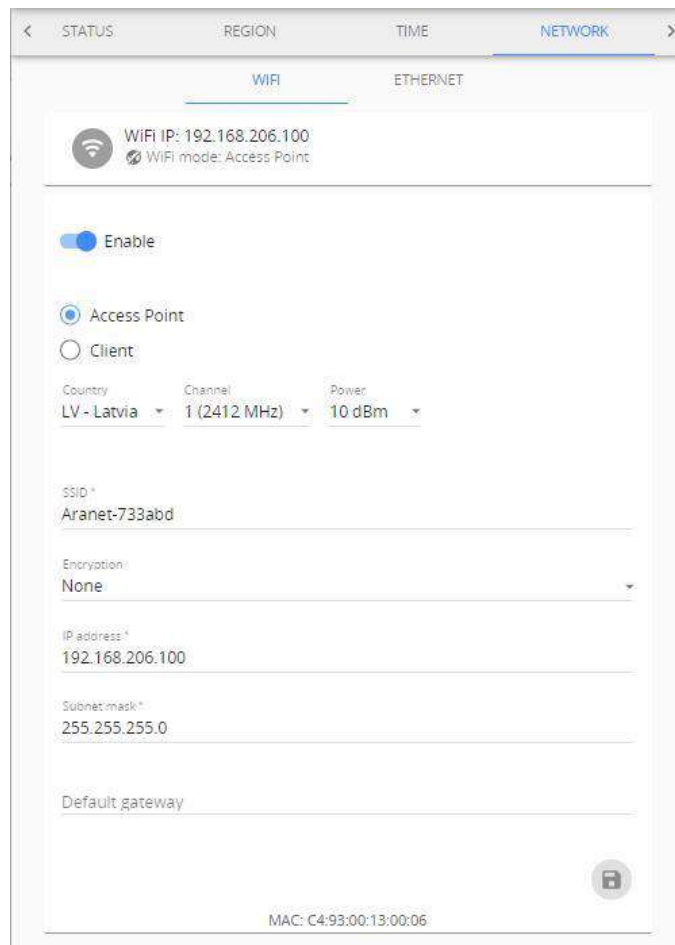 STATUS REGION TIME NETWORK
WIFI ETHERNET
WiFi IP: 192.168.206.100
WiFi mode: Access Point
Enable
Access Point
Client
Country Channel Power
LV - Latvia 1 (2412 MHz) 10 dBm
SSID *
Aranet-733abd
Encryption
None
IP address *
192.168.206.100
Subnet mask *
255.255.255.0
Default gateway
MAC: C4:93:00:13:00:06